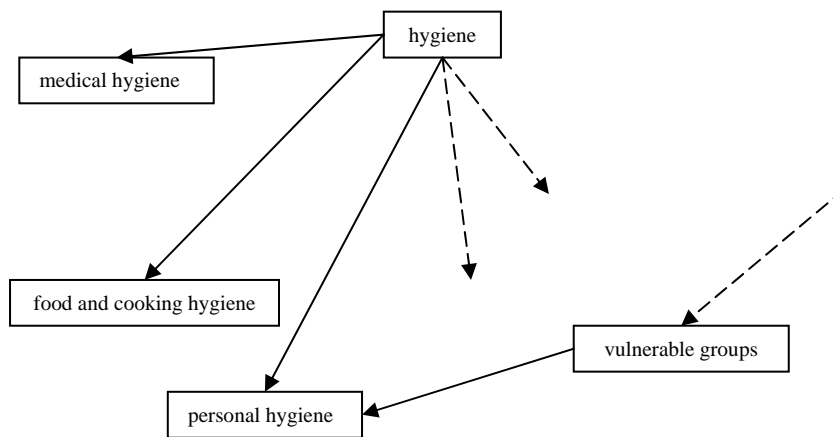 hygiene
medical hygiene
food and cooking hygiene
vulnerable groups
personal hygiene